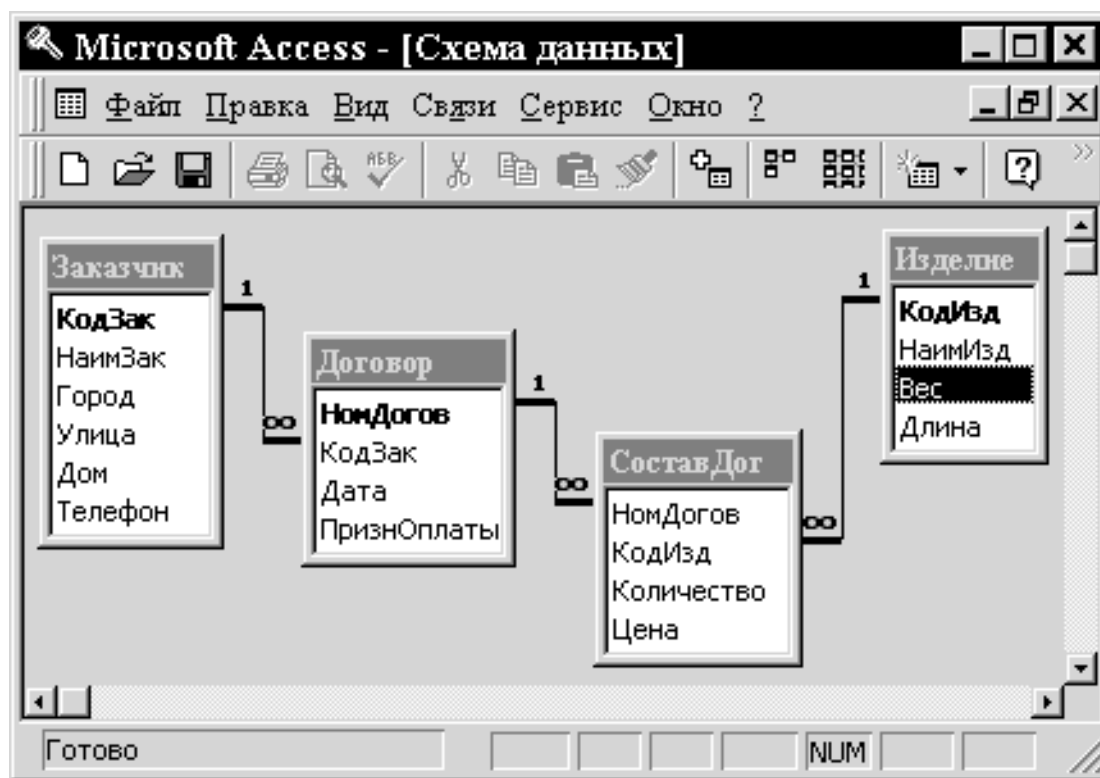 Microsoft Access - [Схема данных]
Файл Правка Вид Связи Сервис Окно ?
АБВ
Заказчик
КодЗак
НаимЗак
Город
Улица
Дом
Телефон
1
∞
Договор
НомДогов
КодЗак
Дата
ПризнОплаты
1
∞
СоставДог
НомДогов
КодИзд
Количество
Цена
∞
1
Изделие
КодИзд
НаимИзд
Вес
Длина
Готово
NUM